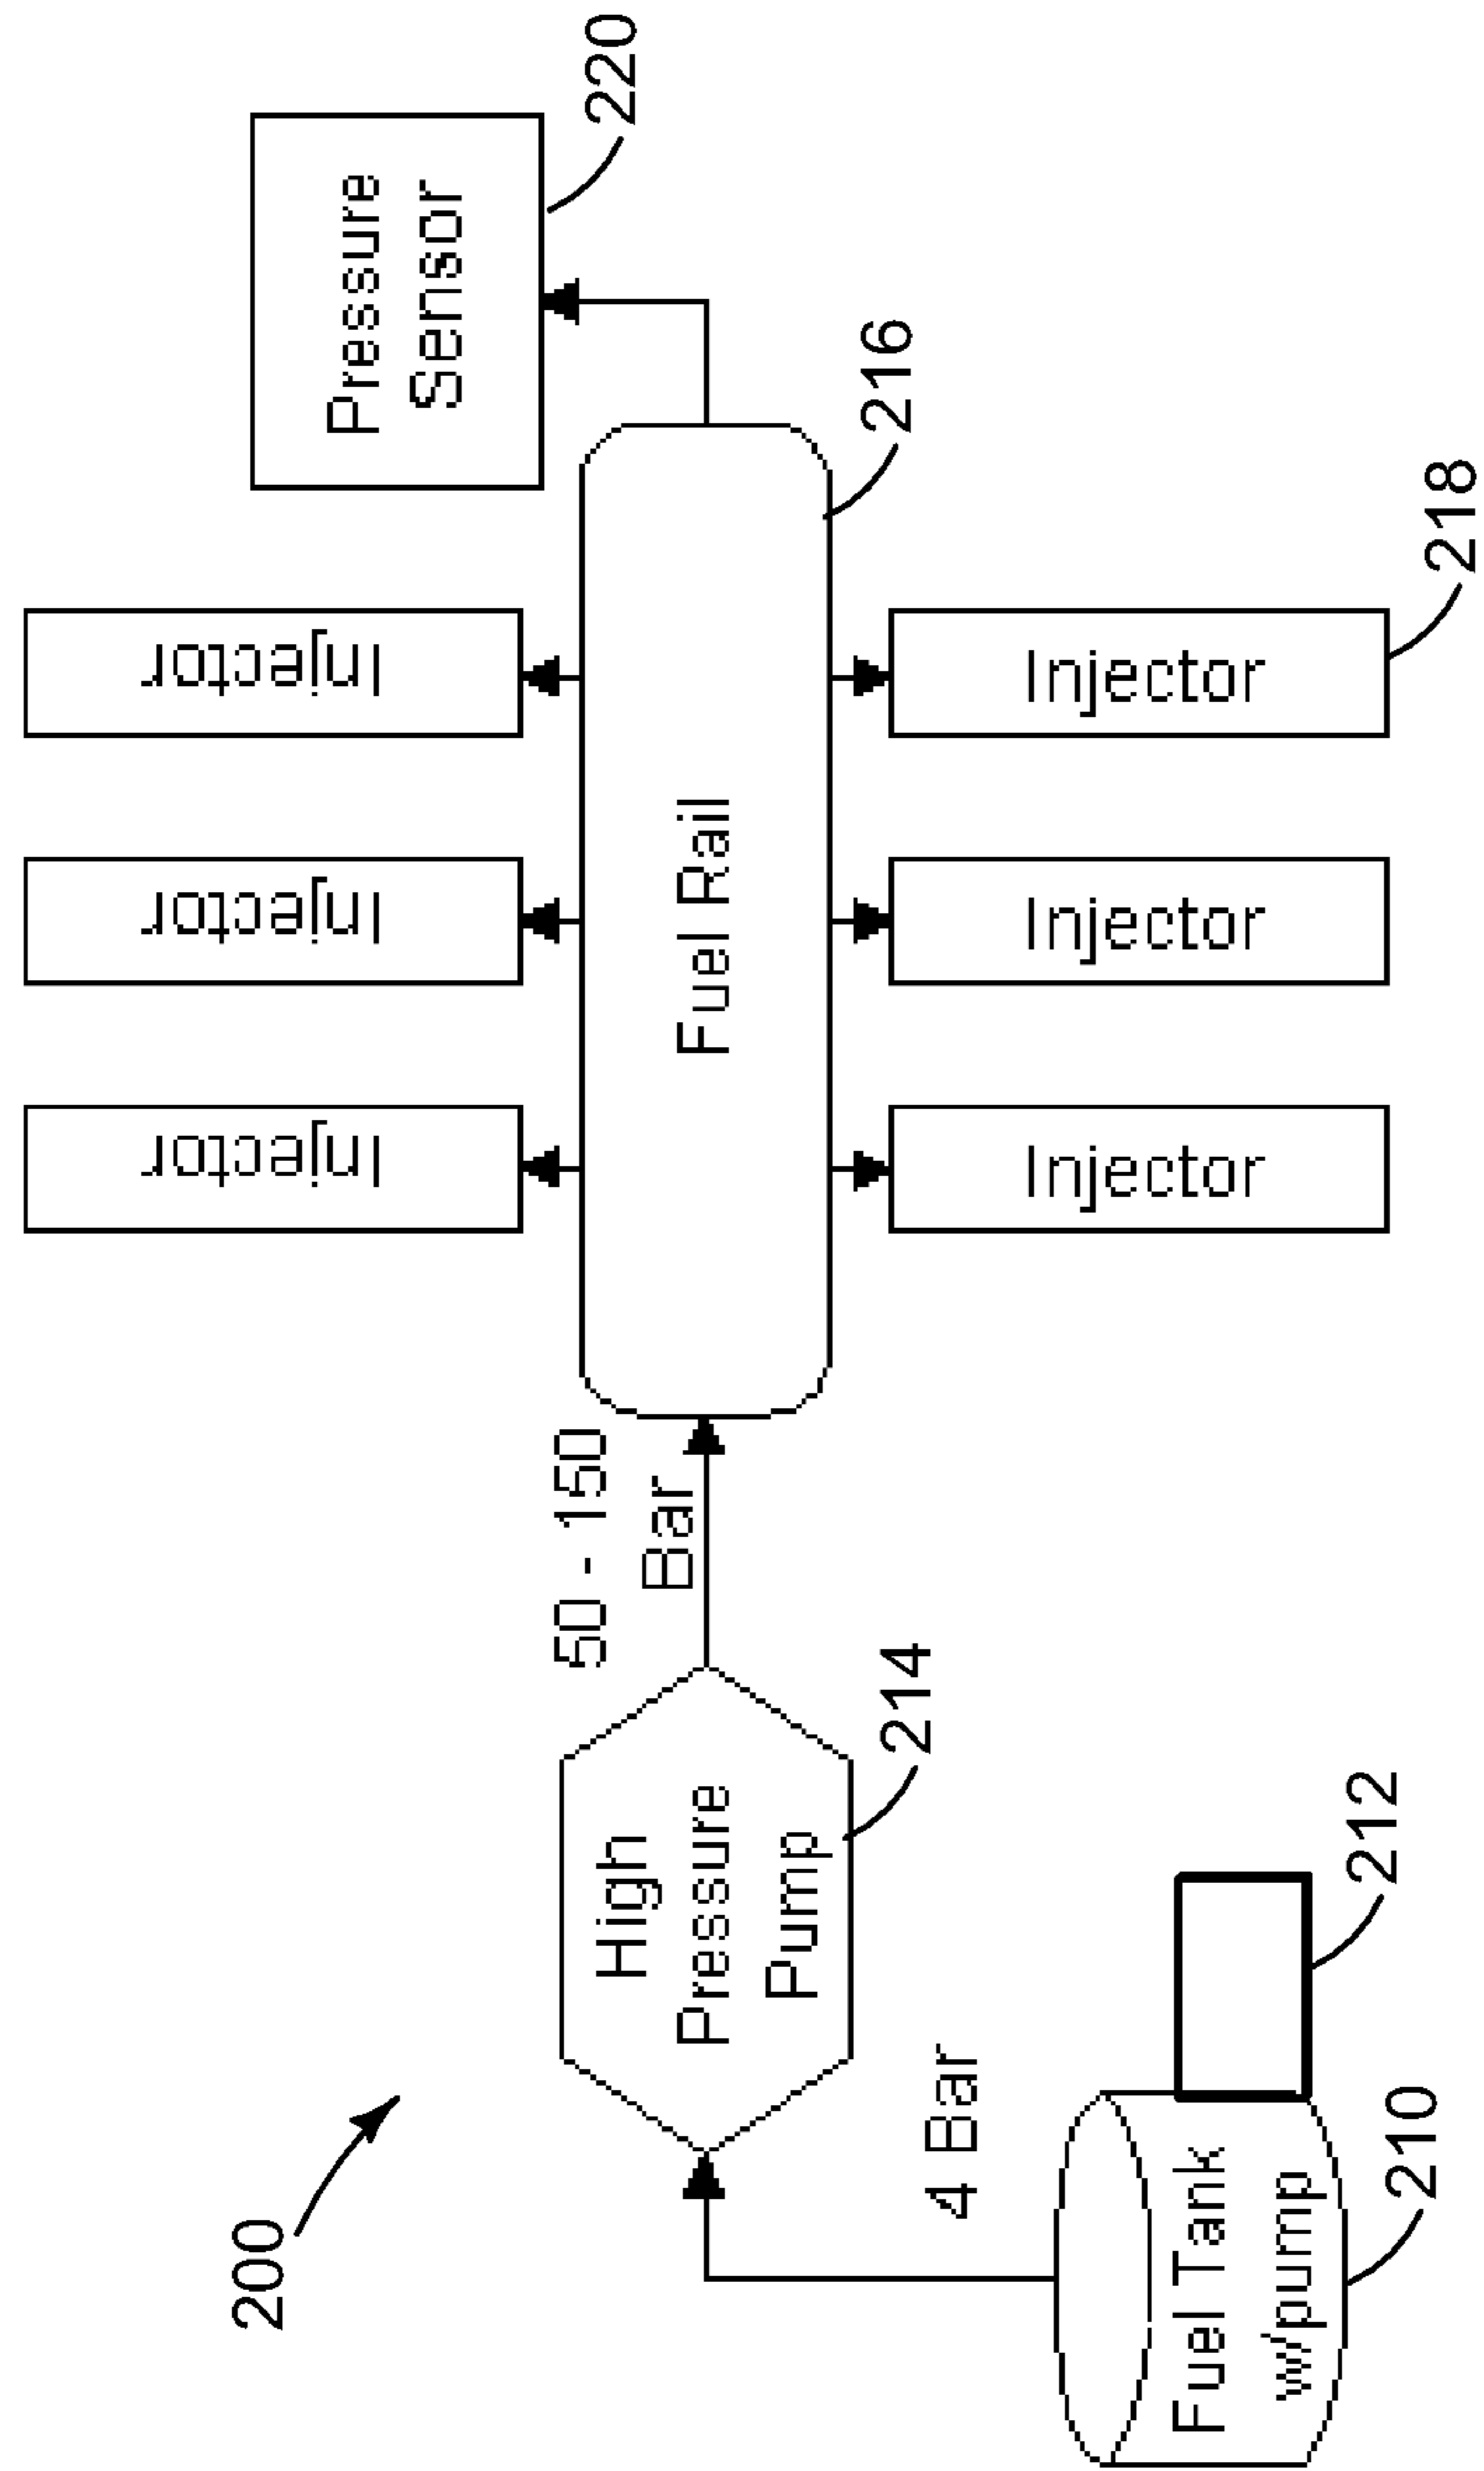 200
Fuel Tank
w/pump
210
212
4 Bar
High
Pressure
Pump
214
50 - 150
Bar
Fuel Rail
216
Injector
Injector
Injector
Injector
Injector
Injector
218
Pressure
Sensor
220